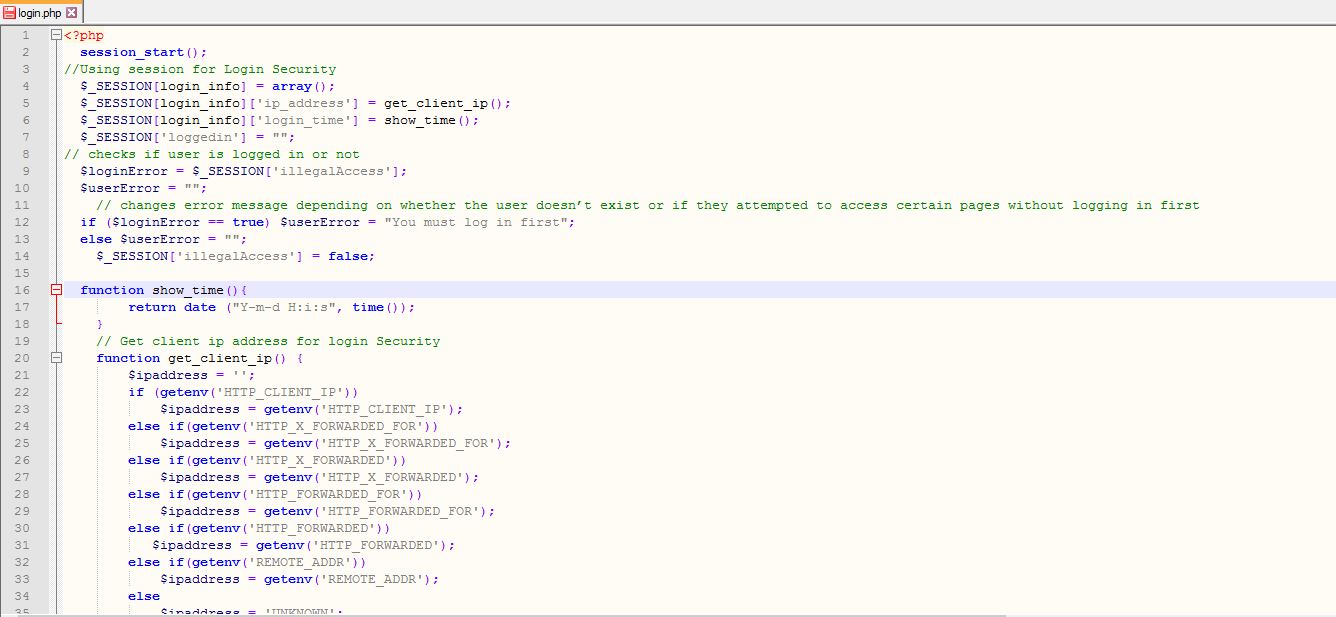 login.php
1 <?php
2 session_start();
3 //Using session for Login Security
4 $_SESSION[login_info] = array();
5 $_SESSION[login_info]['ip_address'] = get_client_ip();
6 $_SESSION[login_info]['login_time'] = show_time();
7 $_SESSION['loggedin'] = "";
8 // checks if user is logged in or not
9 $loginError = $_SESSION['illegalAccess'];
10 $userError = "";
11 // changes error message depending on whether the user doesn’t exist or if they attempted to access certain pages without logging in first
12 if ($loginError == true) $userError = "You must log in first";
13 else $userError = "";
14 $_SESSION['illegalAccess'] = false;
15
16 function show_time(){
17 return date ("Y-m-d H:i:s", time());
18 }
19 // Get client ip address for login Security
20 function get_client_ip() {
21 $ipaddress = '';
22 if (getenv('HTTP_CLIENT_IP'))
23 $ipaddress = getenv('HTTP_CLIENT_IP');
24 else if(getenv('HTTP_X_FORWARDED_FOR'))
25 $ipaddress = getenv('HTTP_X_FORWARDED_FOR');
26 else if(getenv('HTTP_X_FORWARDED'))
27 $ipaddress = getenv('HTTP_X_FORWARDED');
28 else if(getenv('HTTP_FORWARDED_FOR'))
29 $ipaddress = getenv('HTTP_FORWARDED_FOR');
30 else if(getenv('HTTP_FORWARDED'))
31 $ipaddress = getenv('HTTP_FORWARDED');
32 else if(getenv('REMOTE_ADDR'))
33 $ipaddress = getenv('REMOTE_ADDR');
34 else
35 $ipaddress = 'UNKNOWN';